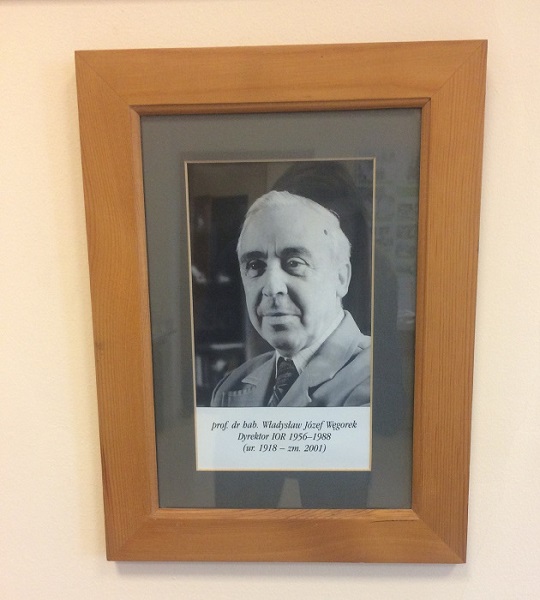 prof. dr hab. Władysław Józef Węgorek
Dyrektor IOR 1956–1988
(ur. 1918 – zm. 2001)